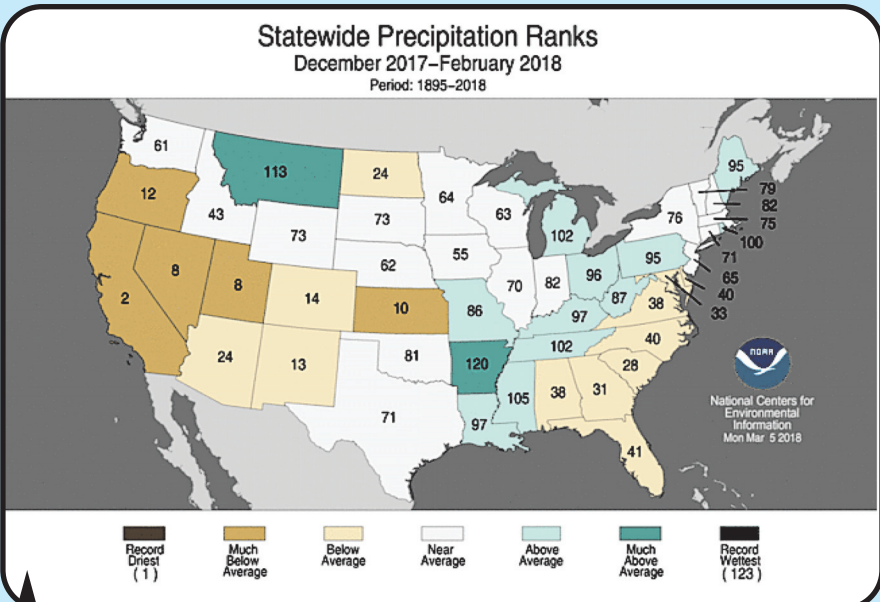 Statewide Precipitation Ranks
December 2017–February 2018
Period: 1895–2018
61
113
24
64
95
12
43
73
63
102
76
79
82
75
100
71
65
40
33
2
8
8
73
62
55
70
82
96
95
14
10
86
87
38
97
40
24
13
81
120
102
28
71
97
105
38
31
41
NOAA
National Centers for
Environmental
Information
Mon Mar 5 2018
Record
Driest
(1)
Much
Below
Average
Below
Average
Near
Average
Above
Average
Much
Above
Average
Record
Wettest
(123)